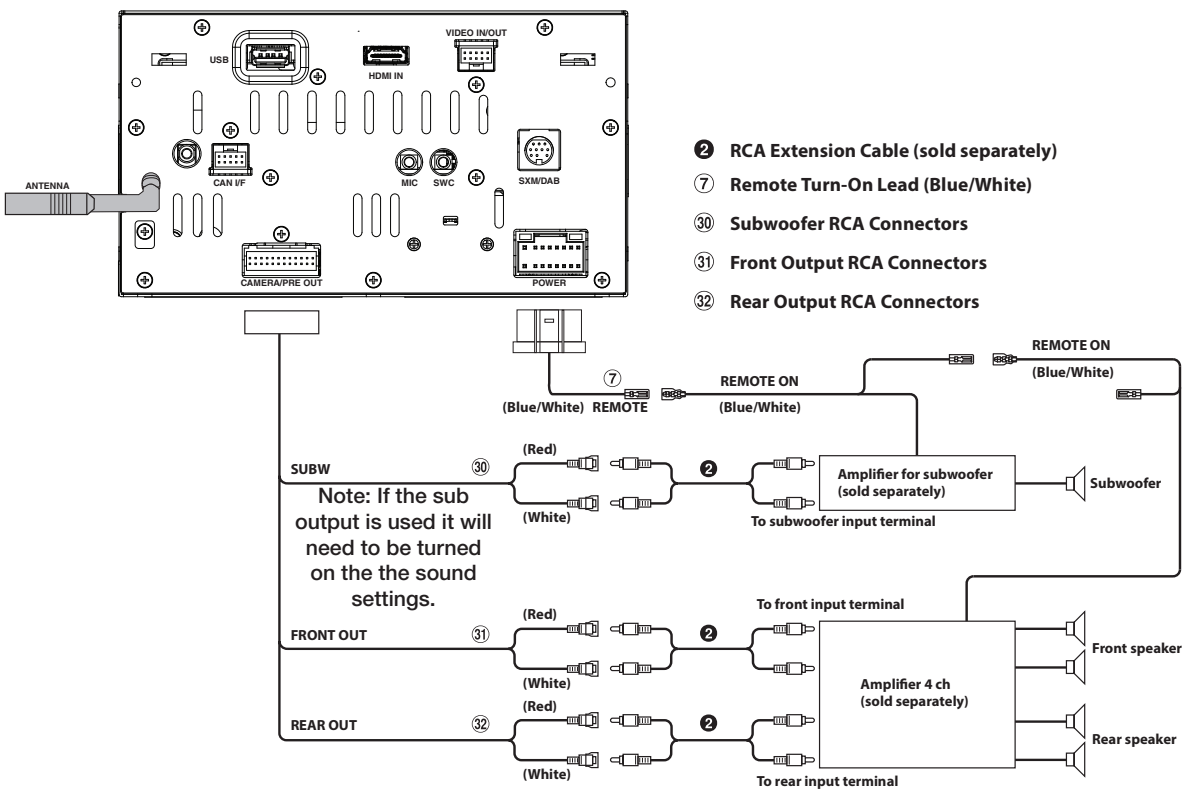 VIDEO IN/OUT
USB
HDMI IN
ANTENNA
CAN I/F
MIC
SWC
SXM/DAB
CAMERA/PRE OUT
POWER
❷ RCA Extension Cable (sold separately)
⑦ Remote Turn-On Lead (Blue/White)
㉚ Subwoofer RCA Connectors
㉛ Front Output RCA Connectors
㉜ Rear Output RCA Connectors
REMOTE ON
(Blue/White)
⑦
(Blue/White) REMOTE
REMOTE ON
(Blue/White)
SUBW
㉚
(Red)
(White)
❷
Amplifier for subwoofer
(sold separately)
Subwoofer
To subwoofer input terminal
Note: If the sub
output is used it will
need to be turned
on the the sound
settings.
FRONT OUT
㉛
(Red)
(White)
❷
To front input terminal
Front speaker
Amplifier 4 ch
(sold separately)
REAR OUT
㉜
(Red)
(White)
❷
Rear speaker
To rear input terminal